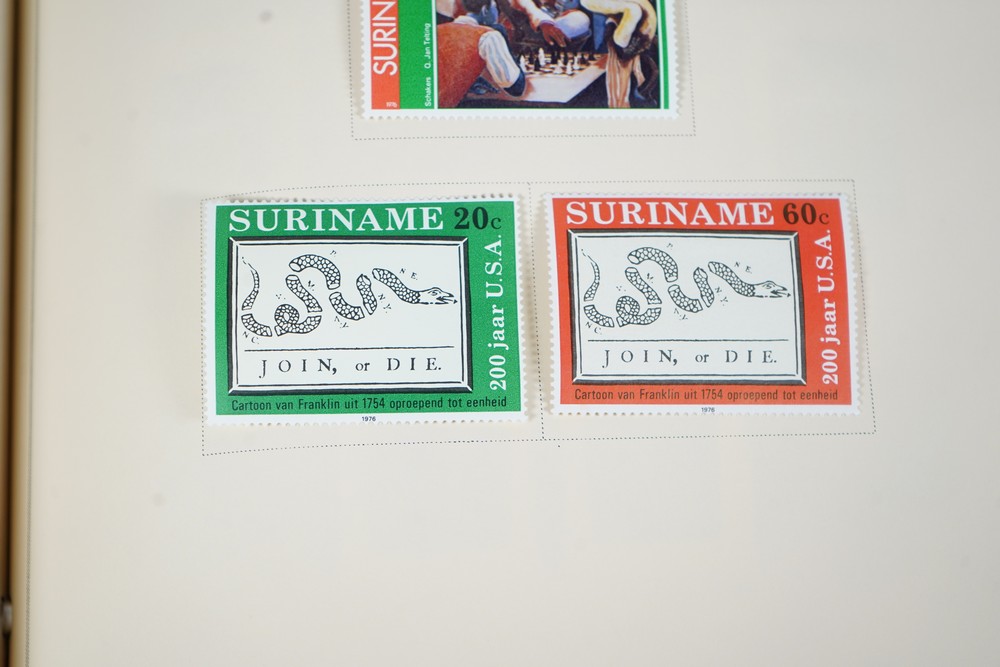 SURIN
1976
Schakers O. Jan Telting
SURINAME 20c
200 jaar U.S.A.
N.C.
V.
P.
M.
N.J.
N.Y.
N.E.
JOIN, or DIE.
Cartoon van Franklin uit 1754 oproepend tot eenheid
1976
SURINAME 60c
200 jaar U.S.A.
N.C.
V.
P.
M.
N.J.
N.Y.
N.E.
JOIN, or DIE.
Cartoon van Franklin uit 1754 oproepend tot eenheid
1976